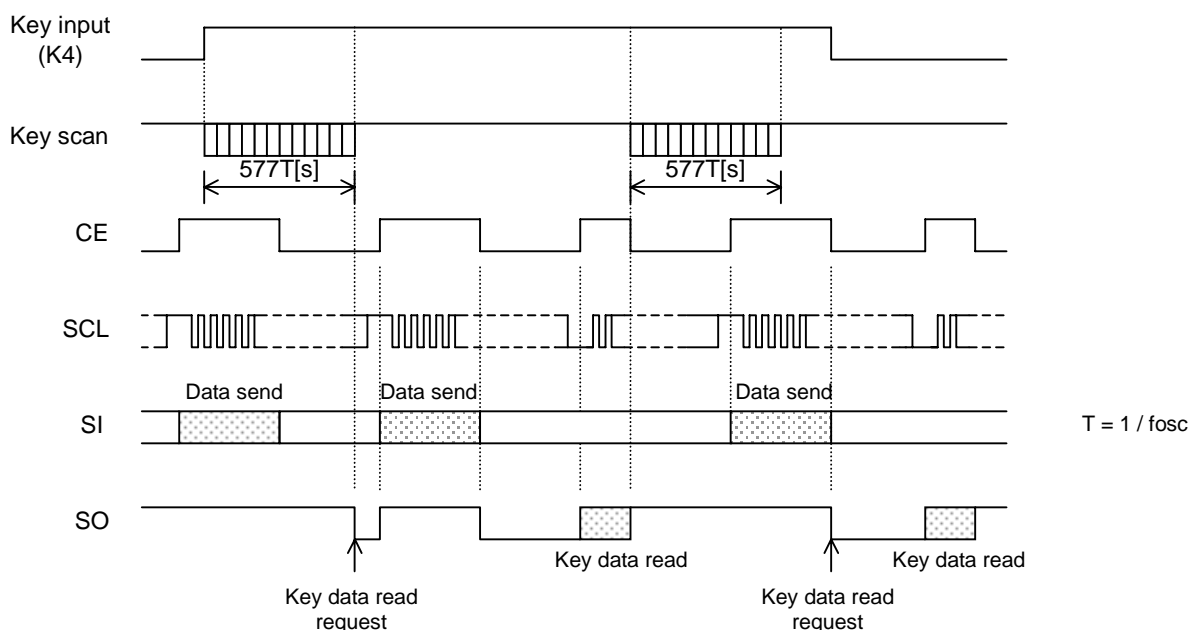 Key input
(K4)
Key scan
577T[s]
577T[s]
CE
SCL
Data send
Data send
Data send
SI
T = 1 / fosc
SO
Key data read
Key data read
Key data read
request
Key data read
request